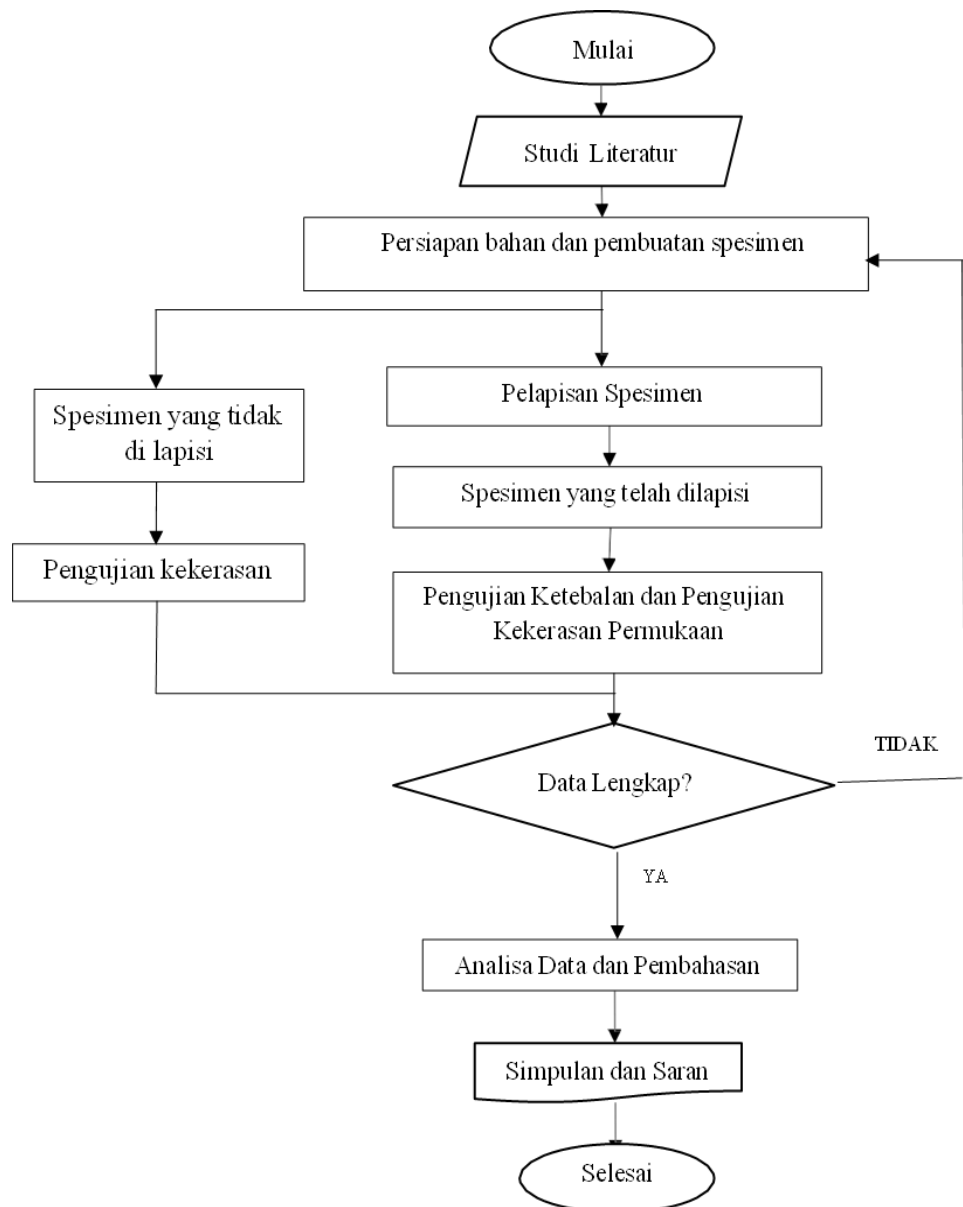 Mulai
Studi Literatur
Persiapan bahan dan pembuatan spesimen
Spesimen yang tidak
di lapisi
Pengujian kekerasan
Pelapisan Spesimen
Spesimen yang telah dilapisi
Pengujian Ketebalan dan Pengujian
Kekerasan Permukaan
Data Lengkap?
TIDAK
YA
Analisa Data dan Pembahasan
Simpulan dan Saran
Selesai